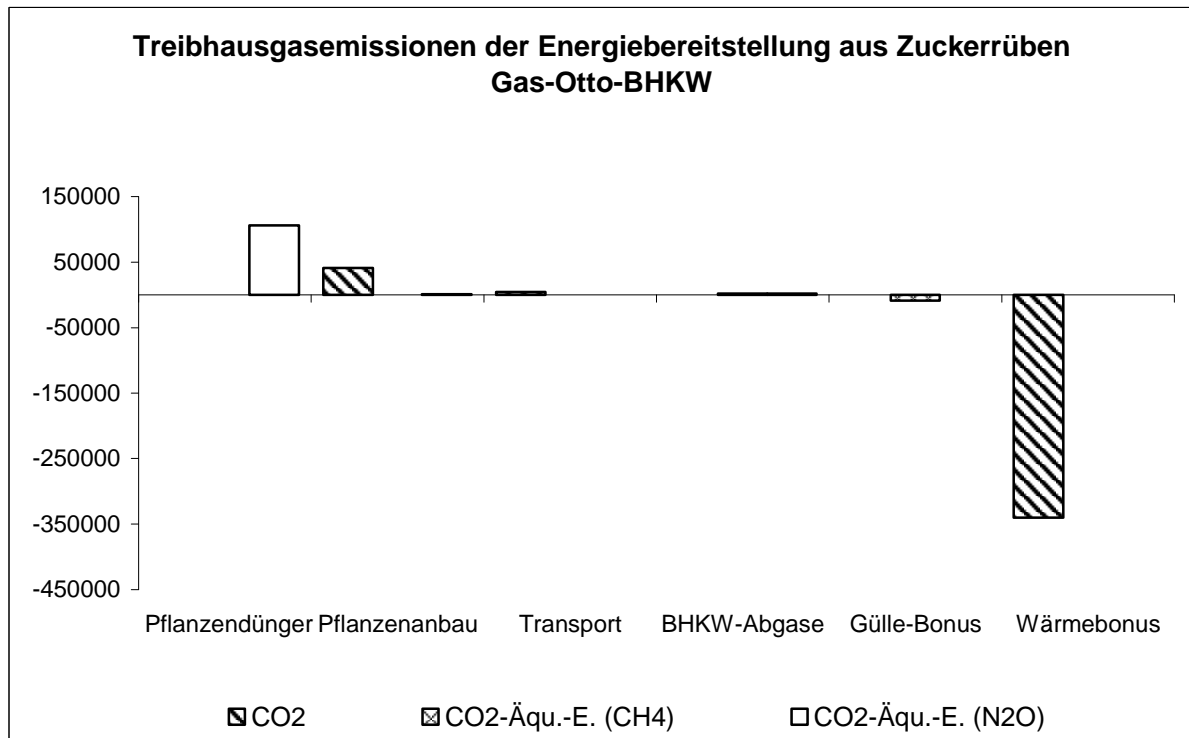 Treibhausgasemissionen der Energiebereitstellung aus Zuckerrüben
Gas-Otto-BHKW
150000
50000
-50000
-150000
-250000
-350000
-450000
Pflanzendünger Pflanzenanbau Transport BHKW-Abgase Gülle-Bonus Wärmebonus
CO2 CO2-Äqu.-E. (CH4) CO2-Äqu.-E. (N2O)